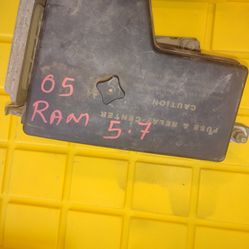 05
RAM 5.7
FUSE & RELAY CENTER
CAUTION